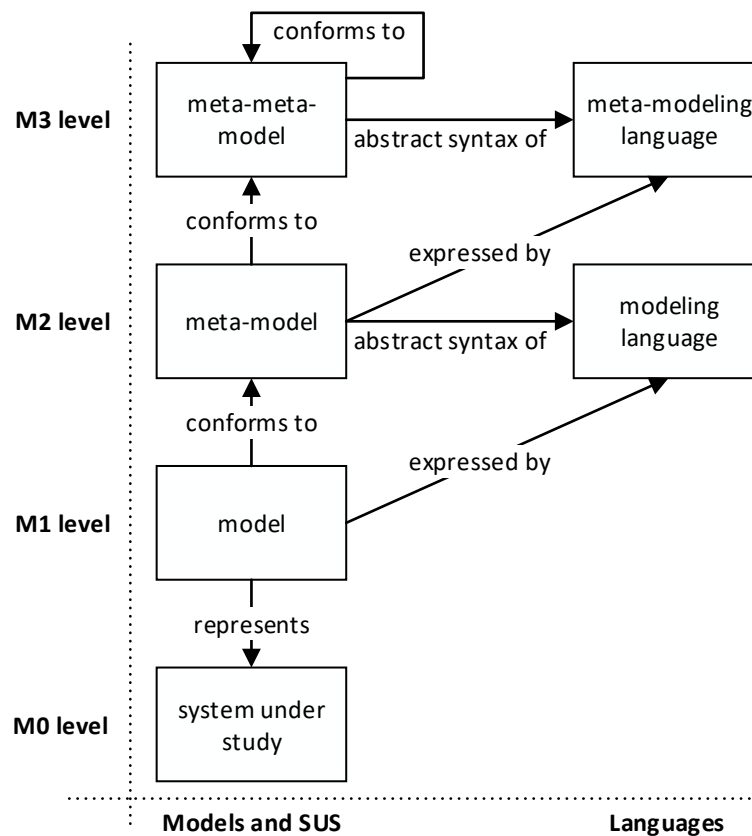 conforms to
M3 level
meta-meta-
model
abstract syntax of
meta-modeling
language
conforms to
expressed by
M2 level
meta-model
abstract syntax of
modeling
language
conforms to
expressed by
M1 level
model
represents
M0 level
system under
study
Models and SUS
Languages